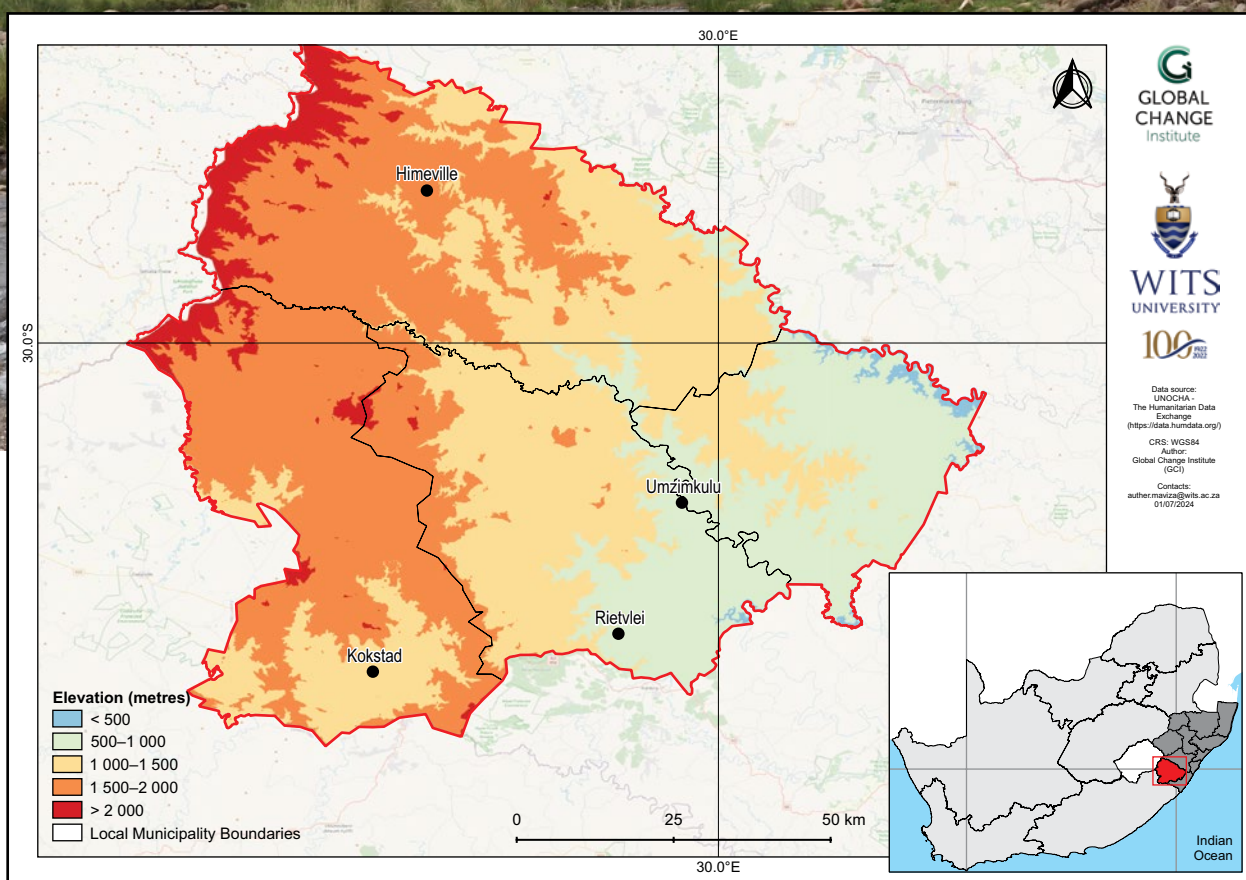 30.0°E
GLOBAL
CHANGE
Institute
Himeville
WITS
UNIVERSITY
100
1922
2022
30.0°S
Data source:
UNOCHA -
The Humanitarian Data
Exchange
(https://data.humdata.org/)
CRS: WGS84
Author:
Global Change Institute
(GCI)
Contacts:
auther.maviza@wits.ac.za
01/07/2024
Umzimkulu
Rietvlei
Kokstad
Elevation (metres)
< 500
500–1 000
1 000–1 500
1 500–2 000
> 2 000
Local Municipality Boundaries
0 25 50 km
30.0°E
Indian
Ocean